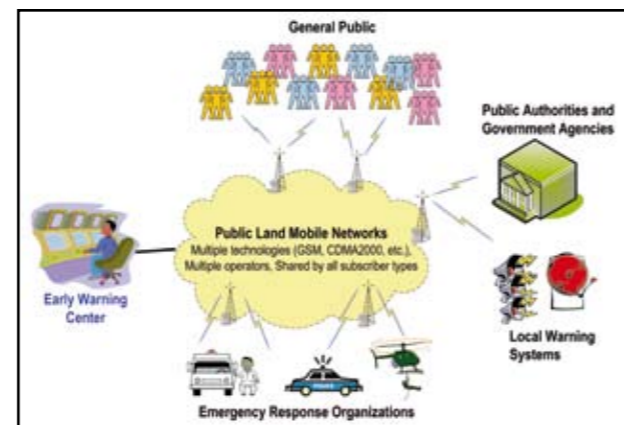 General Public
Public Authorities and
Government Agencies
Public Land Mobile Networks
Multiple technologies (GSM, CDMA2000, etc.),
Multiple operators, Shared by all subscriber types
Early Warning
Center
Local Warning
Systems
Emergency Response Organizations